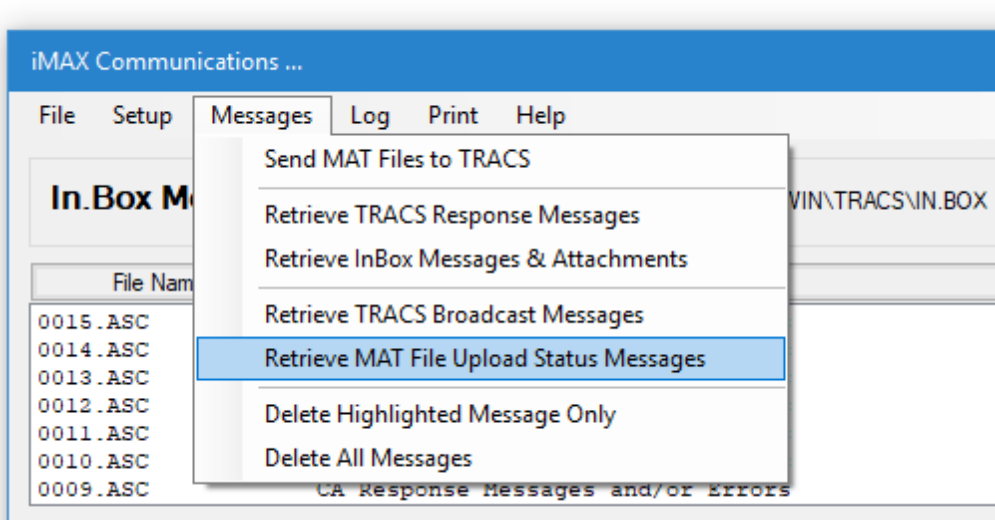 iMAX Communications ...
File Setup Messages Log Print Help
Send MAT Files to TRACS
In.Box
WIN\TRACS\IN.BOX
Retrieve TRACS Response Messages
Retrieve InBox Messages & Attachments
File Nam
Retrieve TRACS Broadcast Messages
Retrieve MAT File Upload Status Messages
Delete Highlighted Message Only
Delete All Messages
0015.ASC
0014.ASC
0013.ASC
0012.ASC
0011.ASC
0010.ASC
0009.ASC CA Response Messages and/or Errors